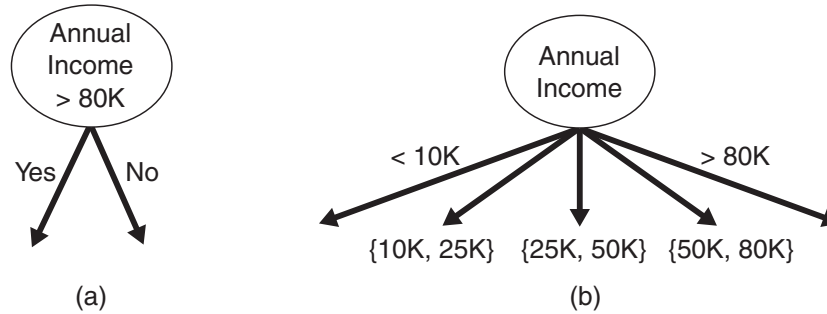 Annual
Income
> 80K
Yes
No
(a)
Annual
Income
< 10K
> 80K
{10K, 25K} {25K, 50K} {50K, 80K}
(b)